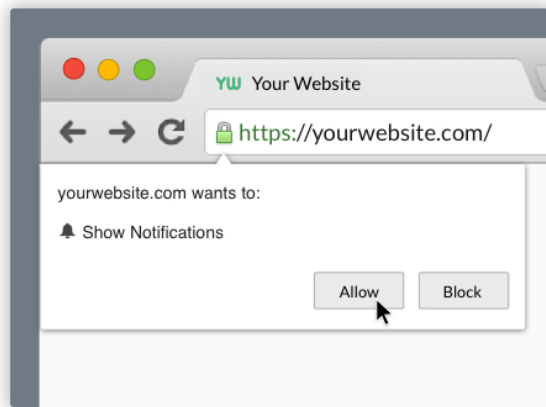 YW Your Website
https://yourwebsite.com/
yourwebsite.com wants to:
Show Notifications
Allow Block